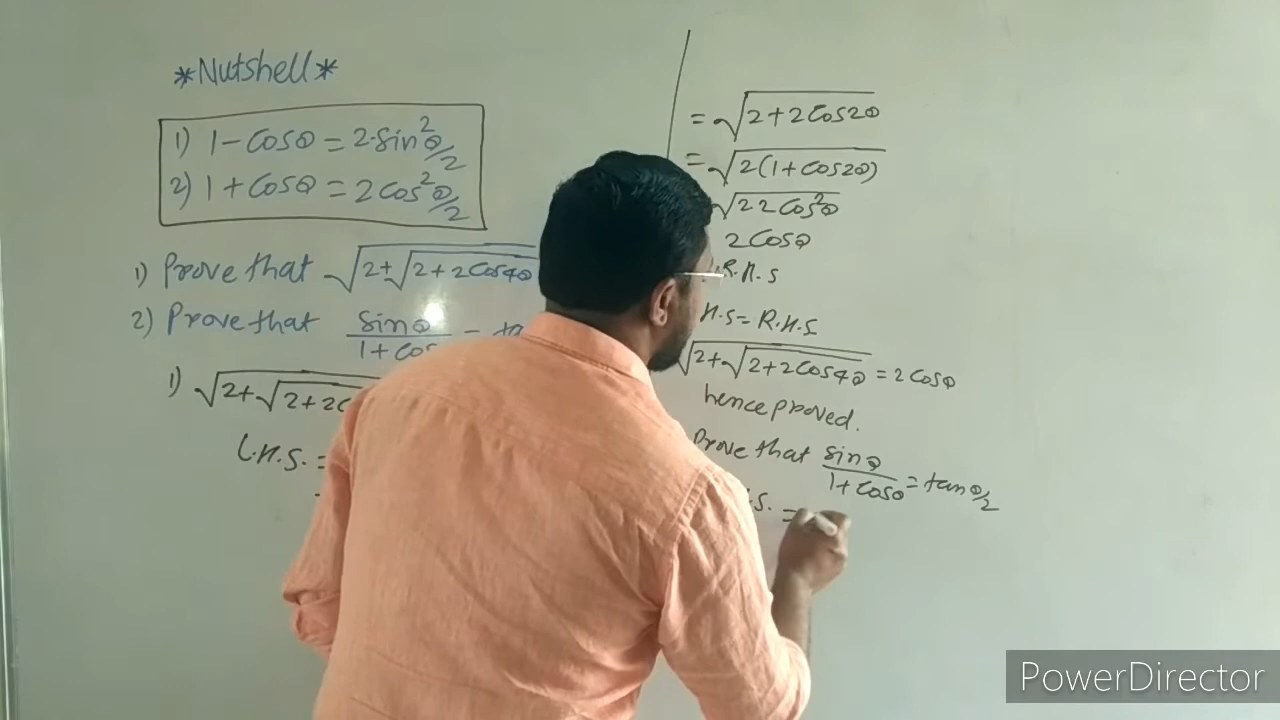 *Nutshell*
1) 1-Cosθ = 2·Sin²θ/2
2) 1+Cosθ = 2Cos²θ/2
1) Prove that √2+√2+2Cos4θ
2) Prove that Sinθ/1+Cos
1) √2+√2+2C
L.H.S. =
= √2+2Cos2θ
= √2(1+Cos2θ)
√2 2Cos²θ
2Cosθ
R.H.S
H.S = R.H.S
√2+√2+2Cos4θ = 2Cosθ
hence proved.
Prove that Sinθ/1+Cosθ = tanθ/2
S. =
PowerDirector